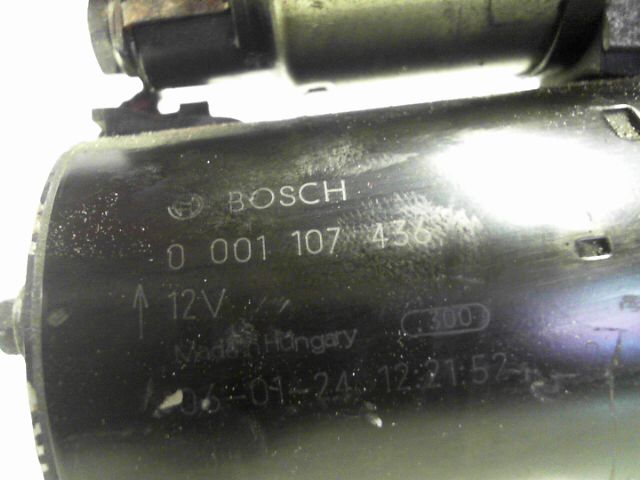 BOSCH
0 001 107 436
12V
300
Made in Hungary
06-01-24 12:21:52